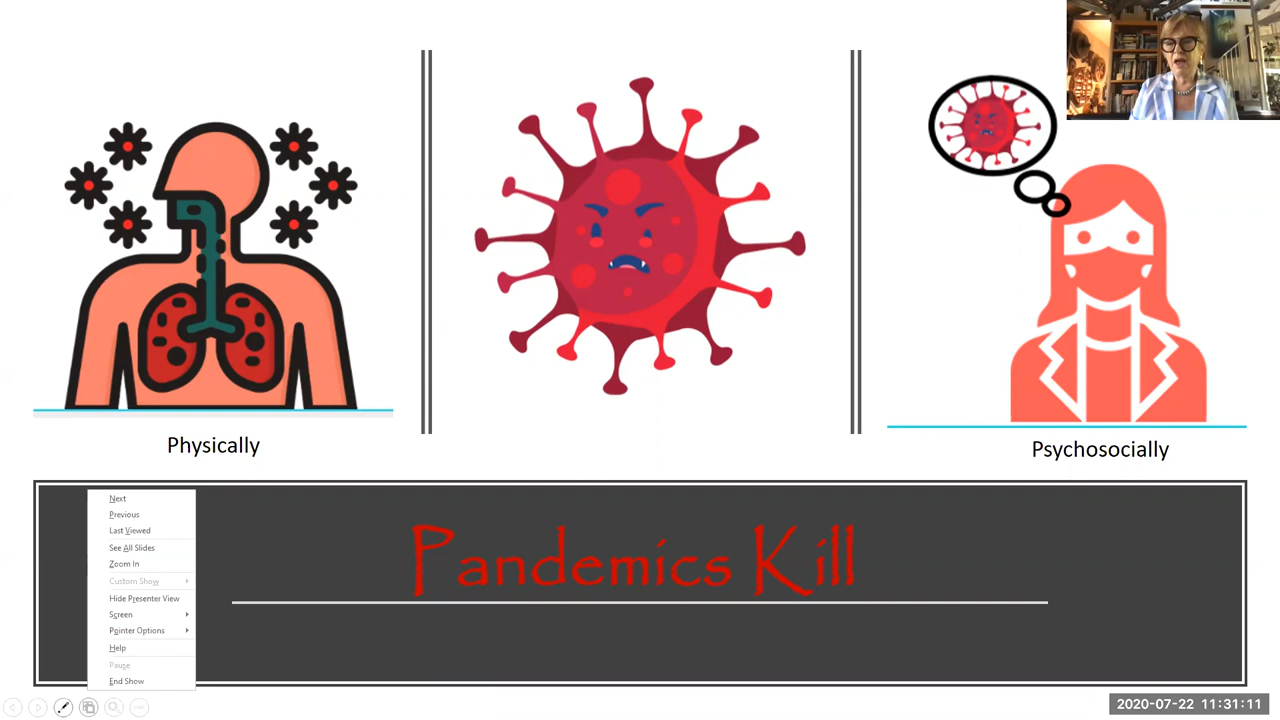 Physically
Psychosocially
Pandemics Kill
Next
Previous
Last Viewed
See All Slides
Zoom In
Custom Show
Hide Presenter View
Screen
Pointer Options
Help
Pause
End Show
2020-07-22 11:31:11